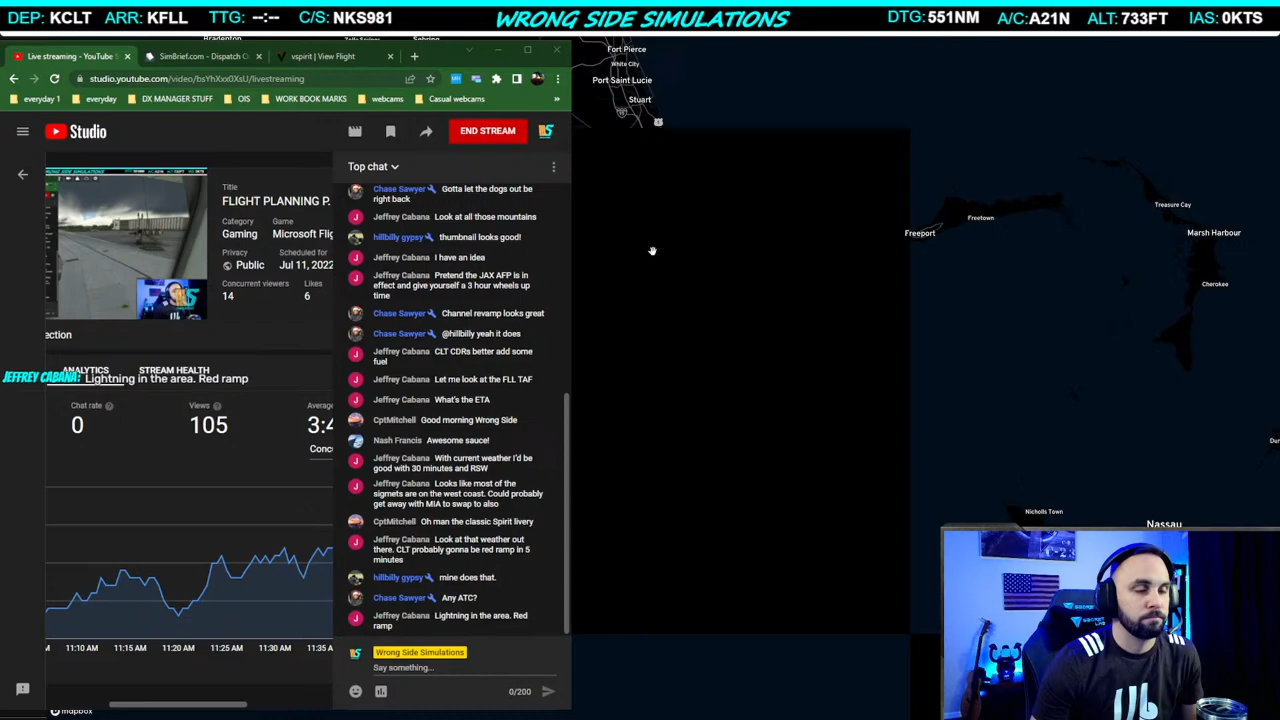 DEP: KCLT ARR: KFLL TTG: --:-- C/S: NKS981 WRONG SIDE SIMULATIONS DTG: 551NM A/C: A21N ALT: 733FT IAS: 0KTS
Live streaming - YouTube S
SimBrief.com - Dispatch O
vspirit | View Flight
studio.youtube.com/video/bsYhXxx0XsU/livestreaming
everyday 1 everyday DX MANAGER STUFF OIS WORK BOOK MARKS webcams Casual webcams »
Studio
END STREAM
Title
FLIGHT PLANNING P.
Category Game
Gaming Microsoft Flig
Privacy Scheduled for
Public Jul 11, 2022
Concurrent viewers Likes
14 6
ection
ANALYTICS STREAM HEALTH
JEFFREY CABANA: Lightning in the area. Red ramp
Chat rate Views Average
0 105 3:4
Concu
11:10 AM 11:15 AM 11:20 AM 11:25 AM 11:30 AM 11:35 A
mapbox
Top chat
Chase Sawyer Gotta let the dogs out be
right back
Jeffrey Cabana Look at all those mountains
hillbilly gypsy thumbnail looks good!
Jeffrey Cabana I have an idea
Jeffrey Cabana Pretend the JAX AFP is in
effect and give yourself a 3 hour wheels up
time
Chase Sawyer Channel revamp looks great
Chase Sawyer @hillbilly yeah it does
Jeffrey Cabana CLT CDRs better add some
fuel
Jeffrey Cabana Let me look at the FLL TAF
Jeffrey Cabana What's the ETA
CptMitchell Good morning Wrong Side
Nash Francis Awesome sauce!
Jeffrey Cabana With current weather I'd be
good with 30 minutes and RSW
Jeffrey Cabana Looks like most of the
sigmets are on the west coast. Could probably
get away with MIA to swap to also
CptMitchell Oh man the classic Spirit livery
Jeffrey Cabana Look at that weather out
there. CLT probably gonna be red ramp in 5
minutes
hillbilly gypsy mine does that.
Chase Sawyer Any ATC?
Jeffrey Cabana Lightning in the area. Red
ramp
Wrong Side Simulations
Say something...
0/200
Fort Pierce
White City
Port Saint Lucie
Stuart
Freeport
Freetown
Treasure Cay
Marsh Harbour
Cherokee
Nicholls Town
Nassau